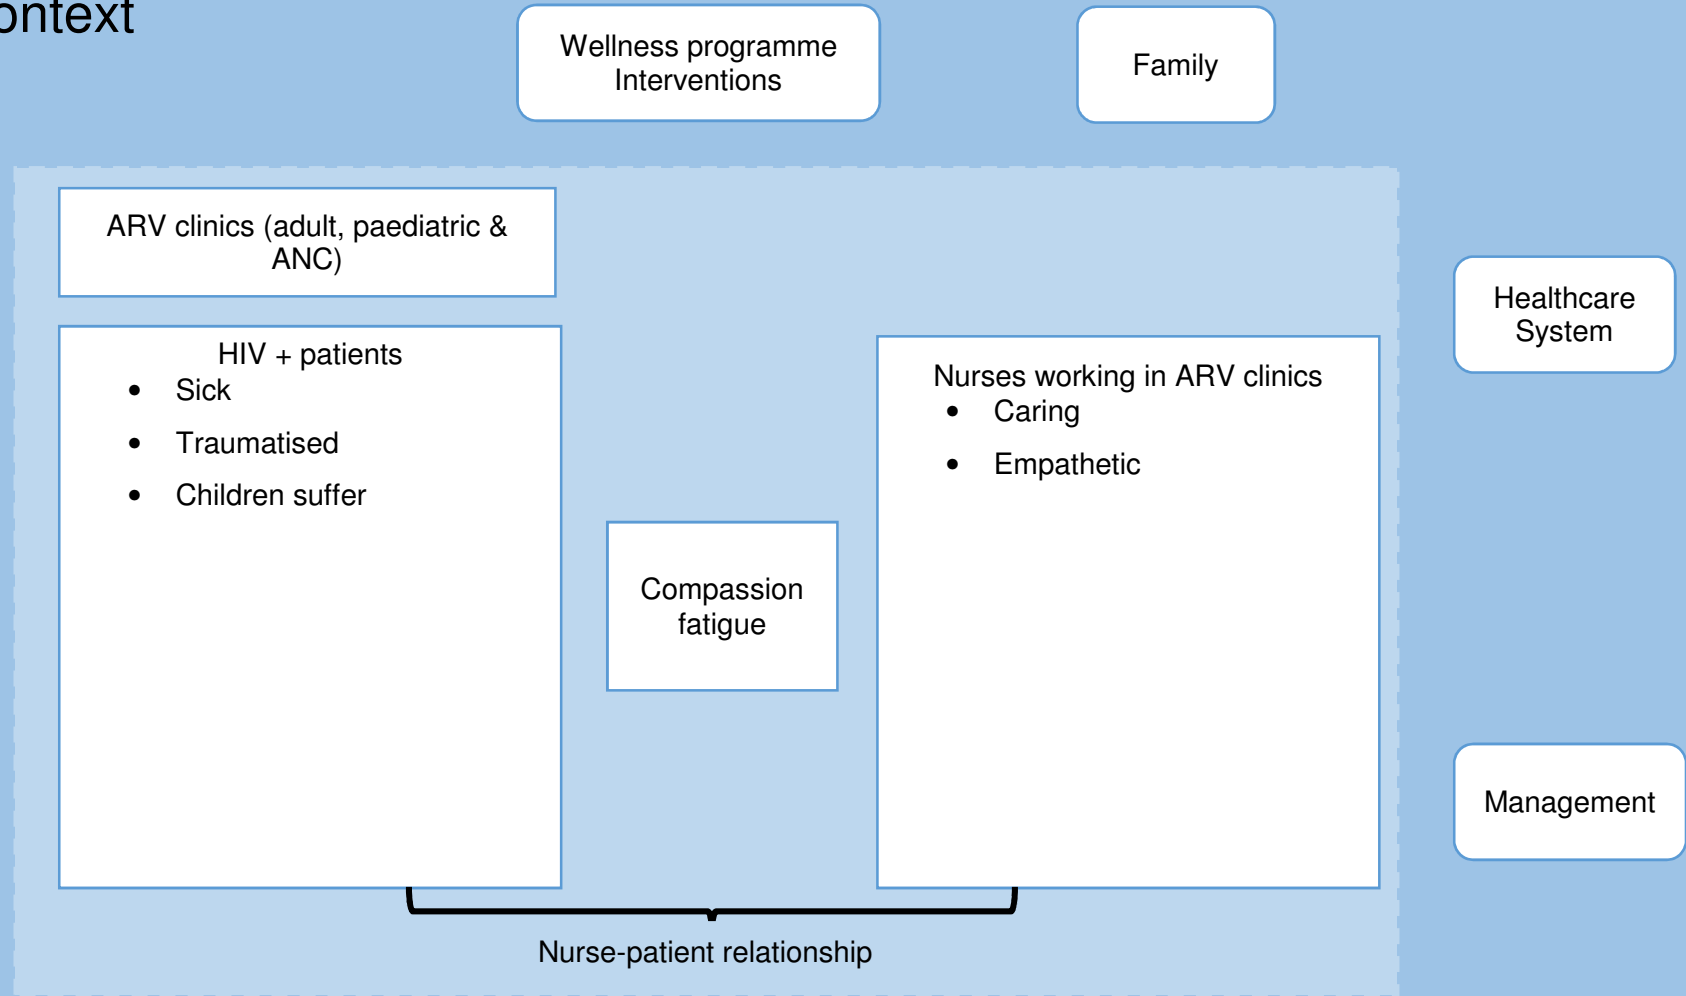 ontext
Wellness programme
Interventions
Family
ARV clinics (adult, paediatric &
ANC)
Healthcare
System
HIV + patients
• Sick
• Traumatised
• Children suffer
Nurses working in ARV clinics
• Caring
• Empathetic
Compassion
fatigue
Management
Nurse-patient relationship